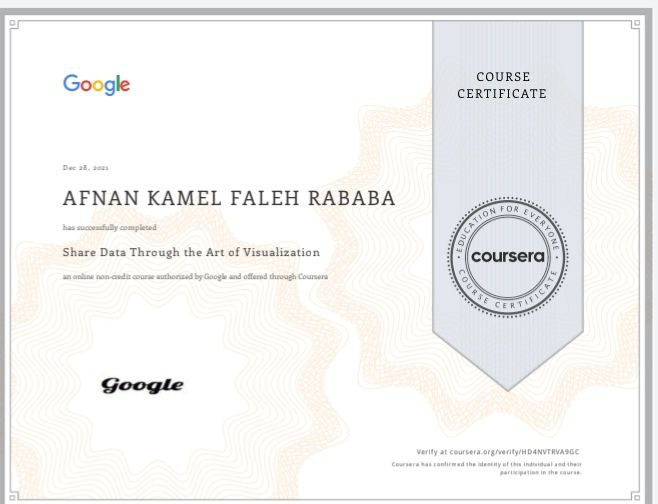 Google
COURSE
CERTIFICATE
Dec 28, 2021
AFNAN KAMEL FALEH RABABA
has successfully completed
Share Data Through the Art of Visualization
an online non-credit course authorized by Google and offered through Coursera
EDUCATION FOR EVERYONE
coursera
COURSE CERTIFICATE
Google
Verify at coursera.org/verify/HD4NVTRVA9GC
Coursera has confirmed the identity of this individual and their
participation in the course.